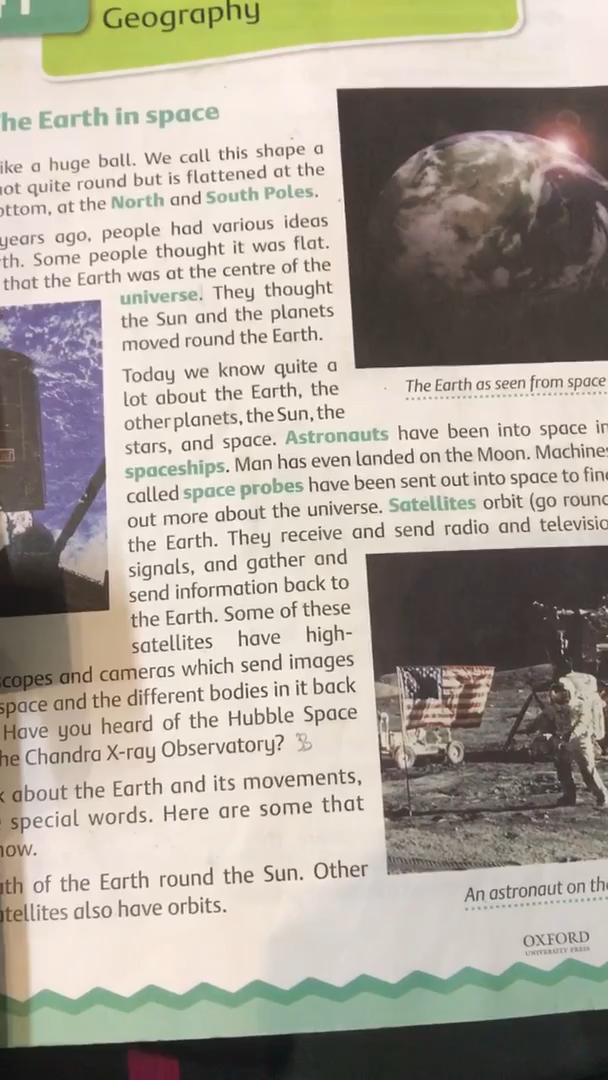 Geography
he Earth in space
ike a huge ball. We call this shape a
not quite round but is flattened at the
ottom, at the North and South Poles.
years ago, people had various ideas
th. Some people thought it was flat.
that the Earth was at the centre of the
universe. They thought
the Sun and the planets
moved round the Earth.
Today we know quite a
lot about the Earth, the
other planets, the Sun, the
stars, and space. Astronauts have been into space in
spaceships. Man has even landed on the Moon. Machine
called space probes have been sent out into space to fin
out more about the universe. Satellites orbit (go roun
the Earth. They receive and send radio and televisio
signals, and gather and
send information back to
the Earth. Some of these
satellites have high-
scopes and cameras which send images
space and the different bodies in it back
Have you heard of the Hubble Space
he Chandra X-ray Observatory?
k about the Earth and its movements,
special words. Here are some that
now.
th of the Earth round the Sun. Other
tellites also have orbits.
The Earth as seen from space
An astronaut on the
OXFORD
UNIVERSITY PRESS